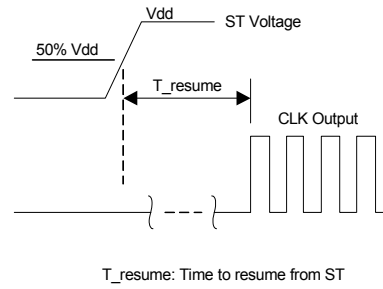 Vdd
ST Voltage
50% Vdd
T_resume
CLK Output
T_resume: Time to resume from ST